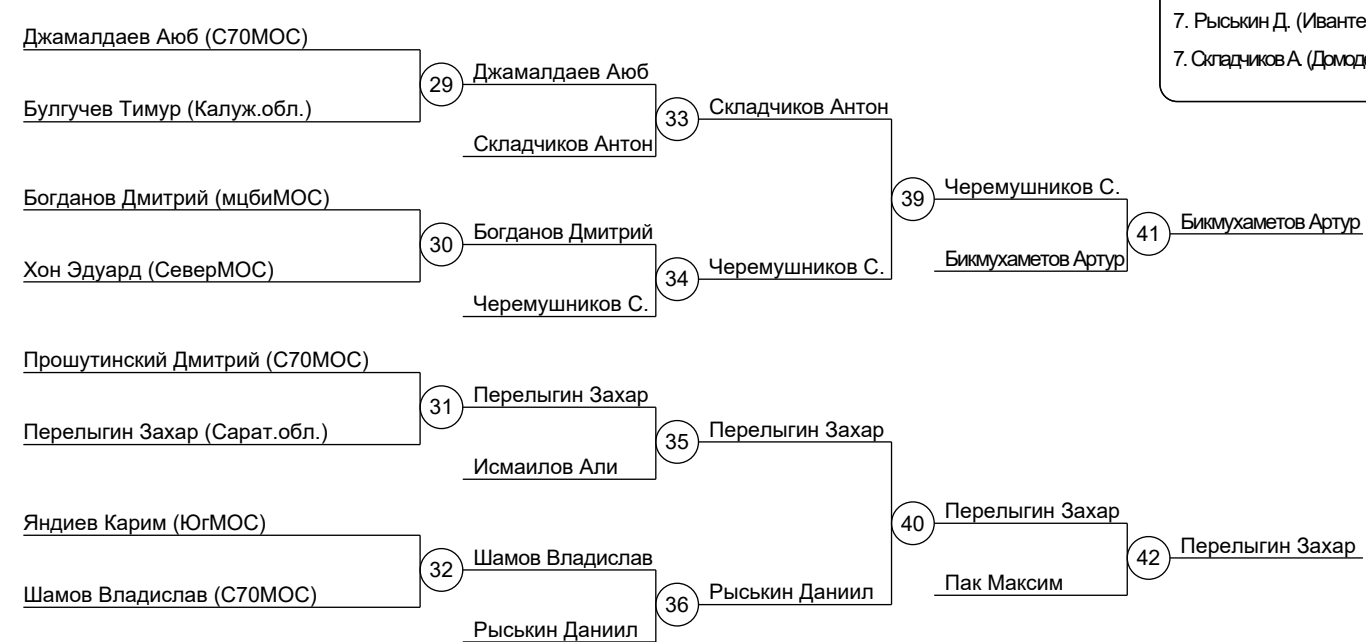 7. Рыськин Д. (Иванте
7. Складчиков А. (Домод
Джамалдаев Аюб (С70МОС)
29
Джамалдаев Аюб
Булгучев Тимур (Калуж.обл.)
33
Складчиков Антон
Складчиков Антон
Богданов Дмитрий (мцбиМОС)
39
Черемушников С.
30
Богданов Дмитрий
41
Бикмухаметов Артур
Хон Эдуард (СеверМОС)
34
Черемушников С.
Бикмухаметов Артур
Черемушников С.
Прошутинский Дмитрий (С70МОС)
31
Перелыгин Захар
Перелыгин Захар (Сарат.обл.)
35
Перелыгин Захар
Исмаилов Али
Яндиев Карим (ЮгМОС)
40
Перелыгин Захар
32
Шамов Владислав
42
Перелыгин Захар
Шамов Владислав (С70МОС)
36
Рыськин Даниил
Пак Максим
Рыськин Даниил